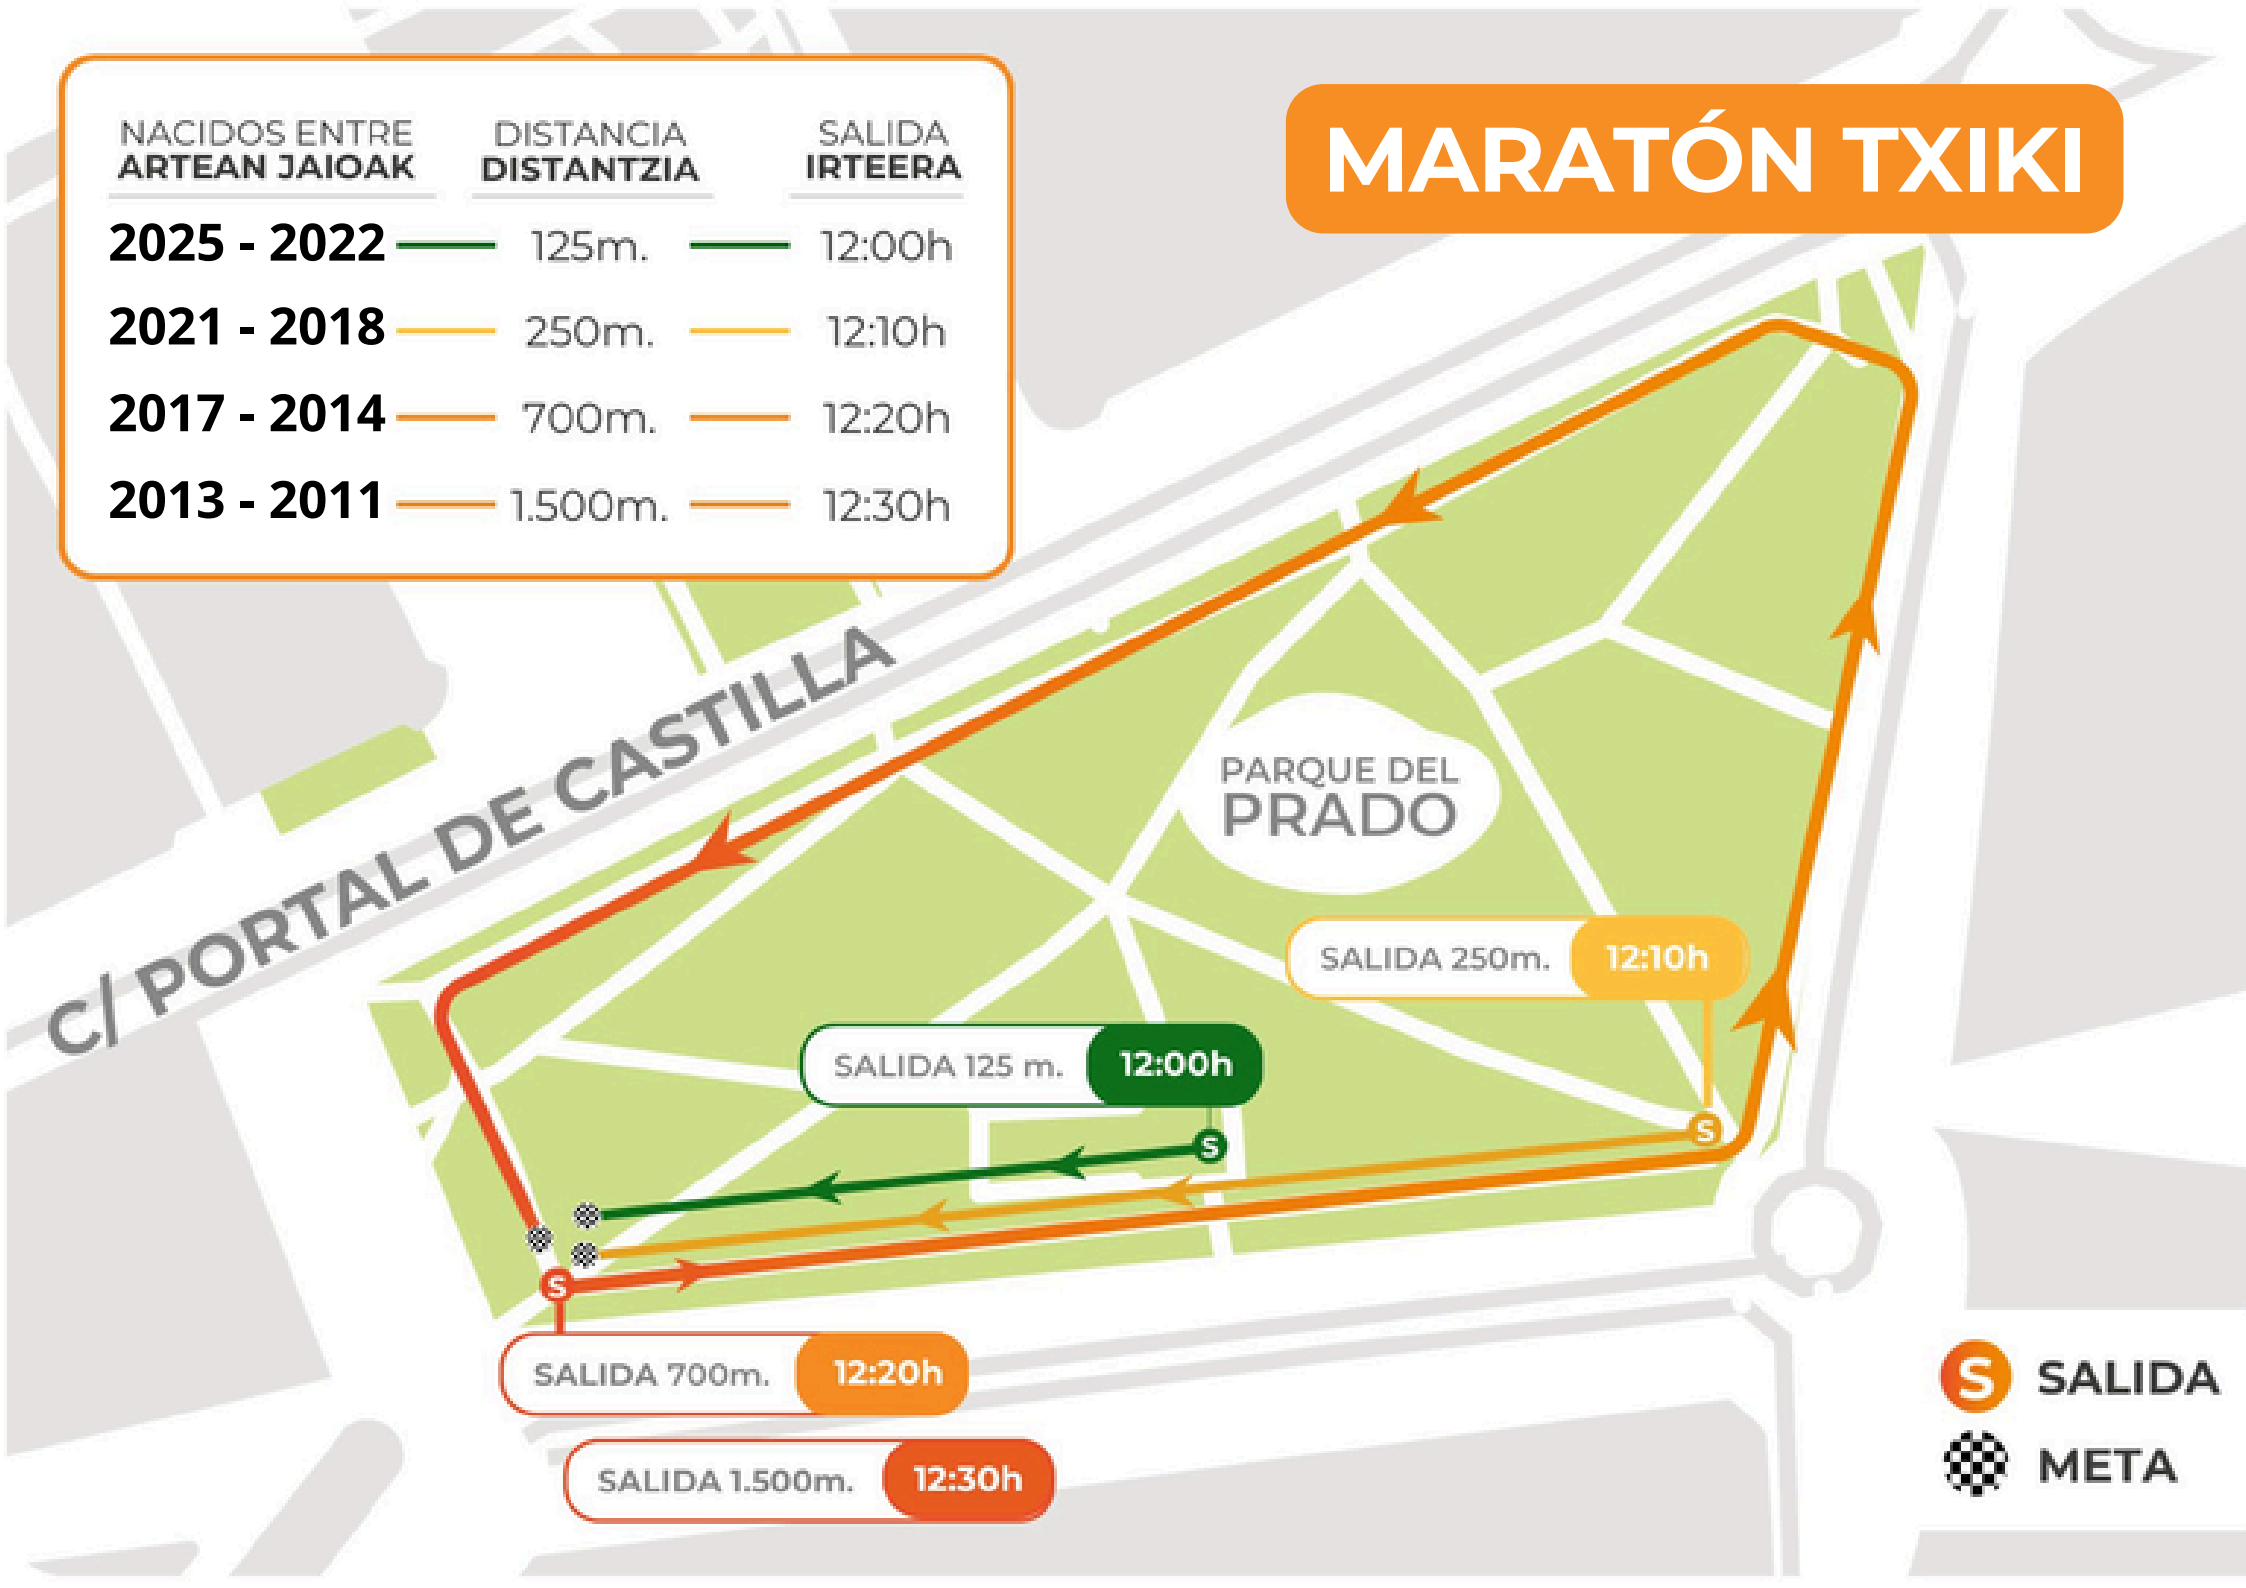 MARATÓN TXIKI
NACIDOS ENTRE DISTANCIA SALIDA
ARTEAN JAIOAK DISTANTZIA IRTEERA
2025 - 2022 125m. 12:00h
2021 - 2018 250m. 12:10h
2017 - 2014 700m. 12:20h
2013 - 2011 1.500m. 12:30h
C/ PORTAL DE CASTILLA
PARQUE DEL
PRADO
SALIDA 250m. 12:10h
SALIDA 125 m. 12:00h
S
S
S
SALIDA 700m. 12:20h
SALIDA 1.500m. 12:30h
S SALIDA
META